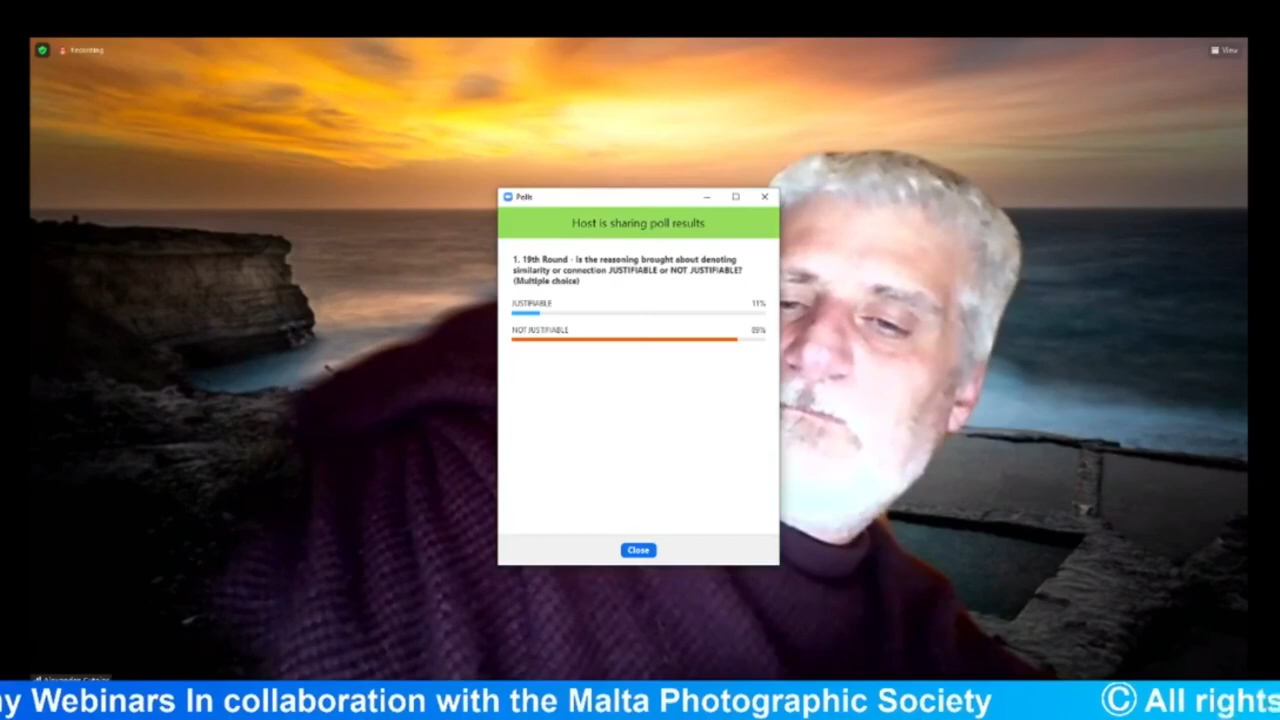 Recording
View
Polls
Host is sharing poll results
1. 19th Round - Is the reasoning brought about denoting
similarity or connection JUSTIFIABLE or NOT JUSTIFIABLE?
(Multiple choice)
JUSTIFIABLE 11%
NOT JUSTIFIABLE 89%
Close
Webinars In collaboration with the Malta Photographic Society © All rights